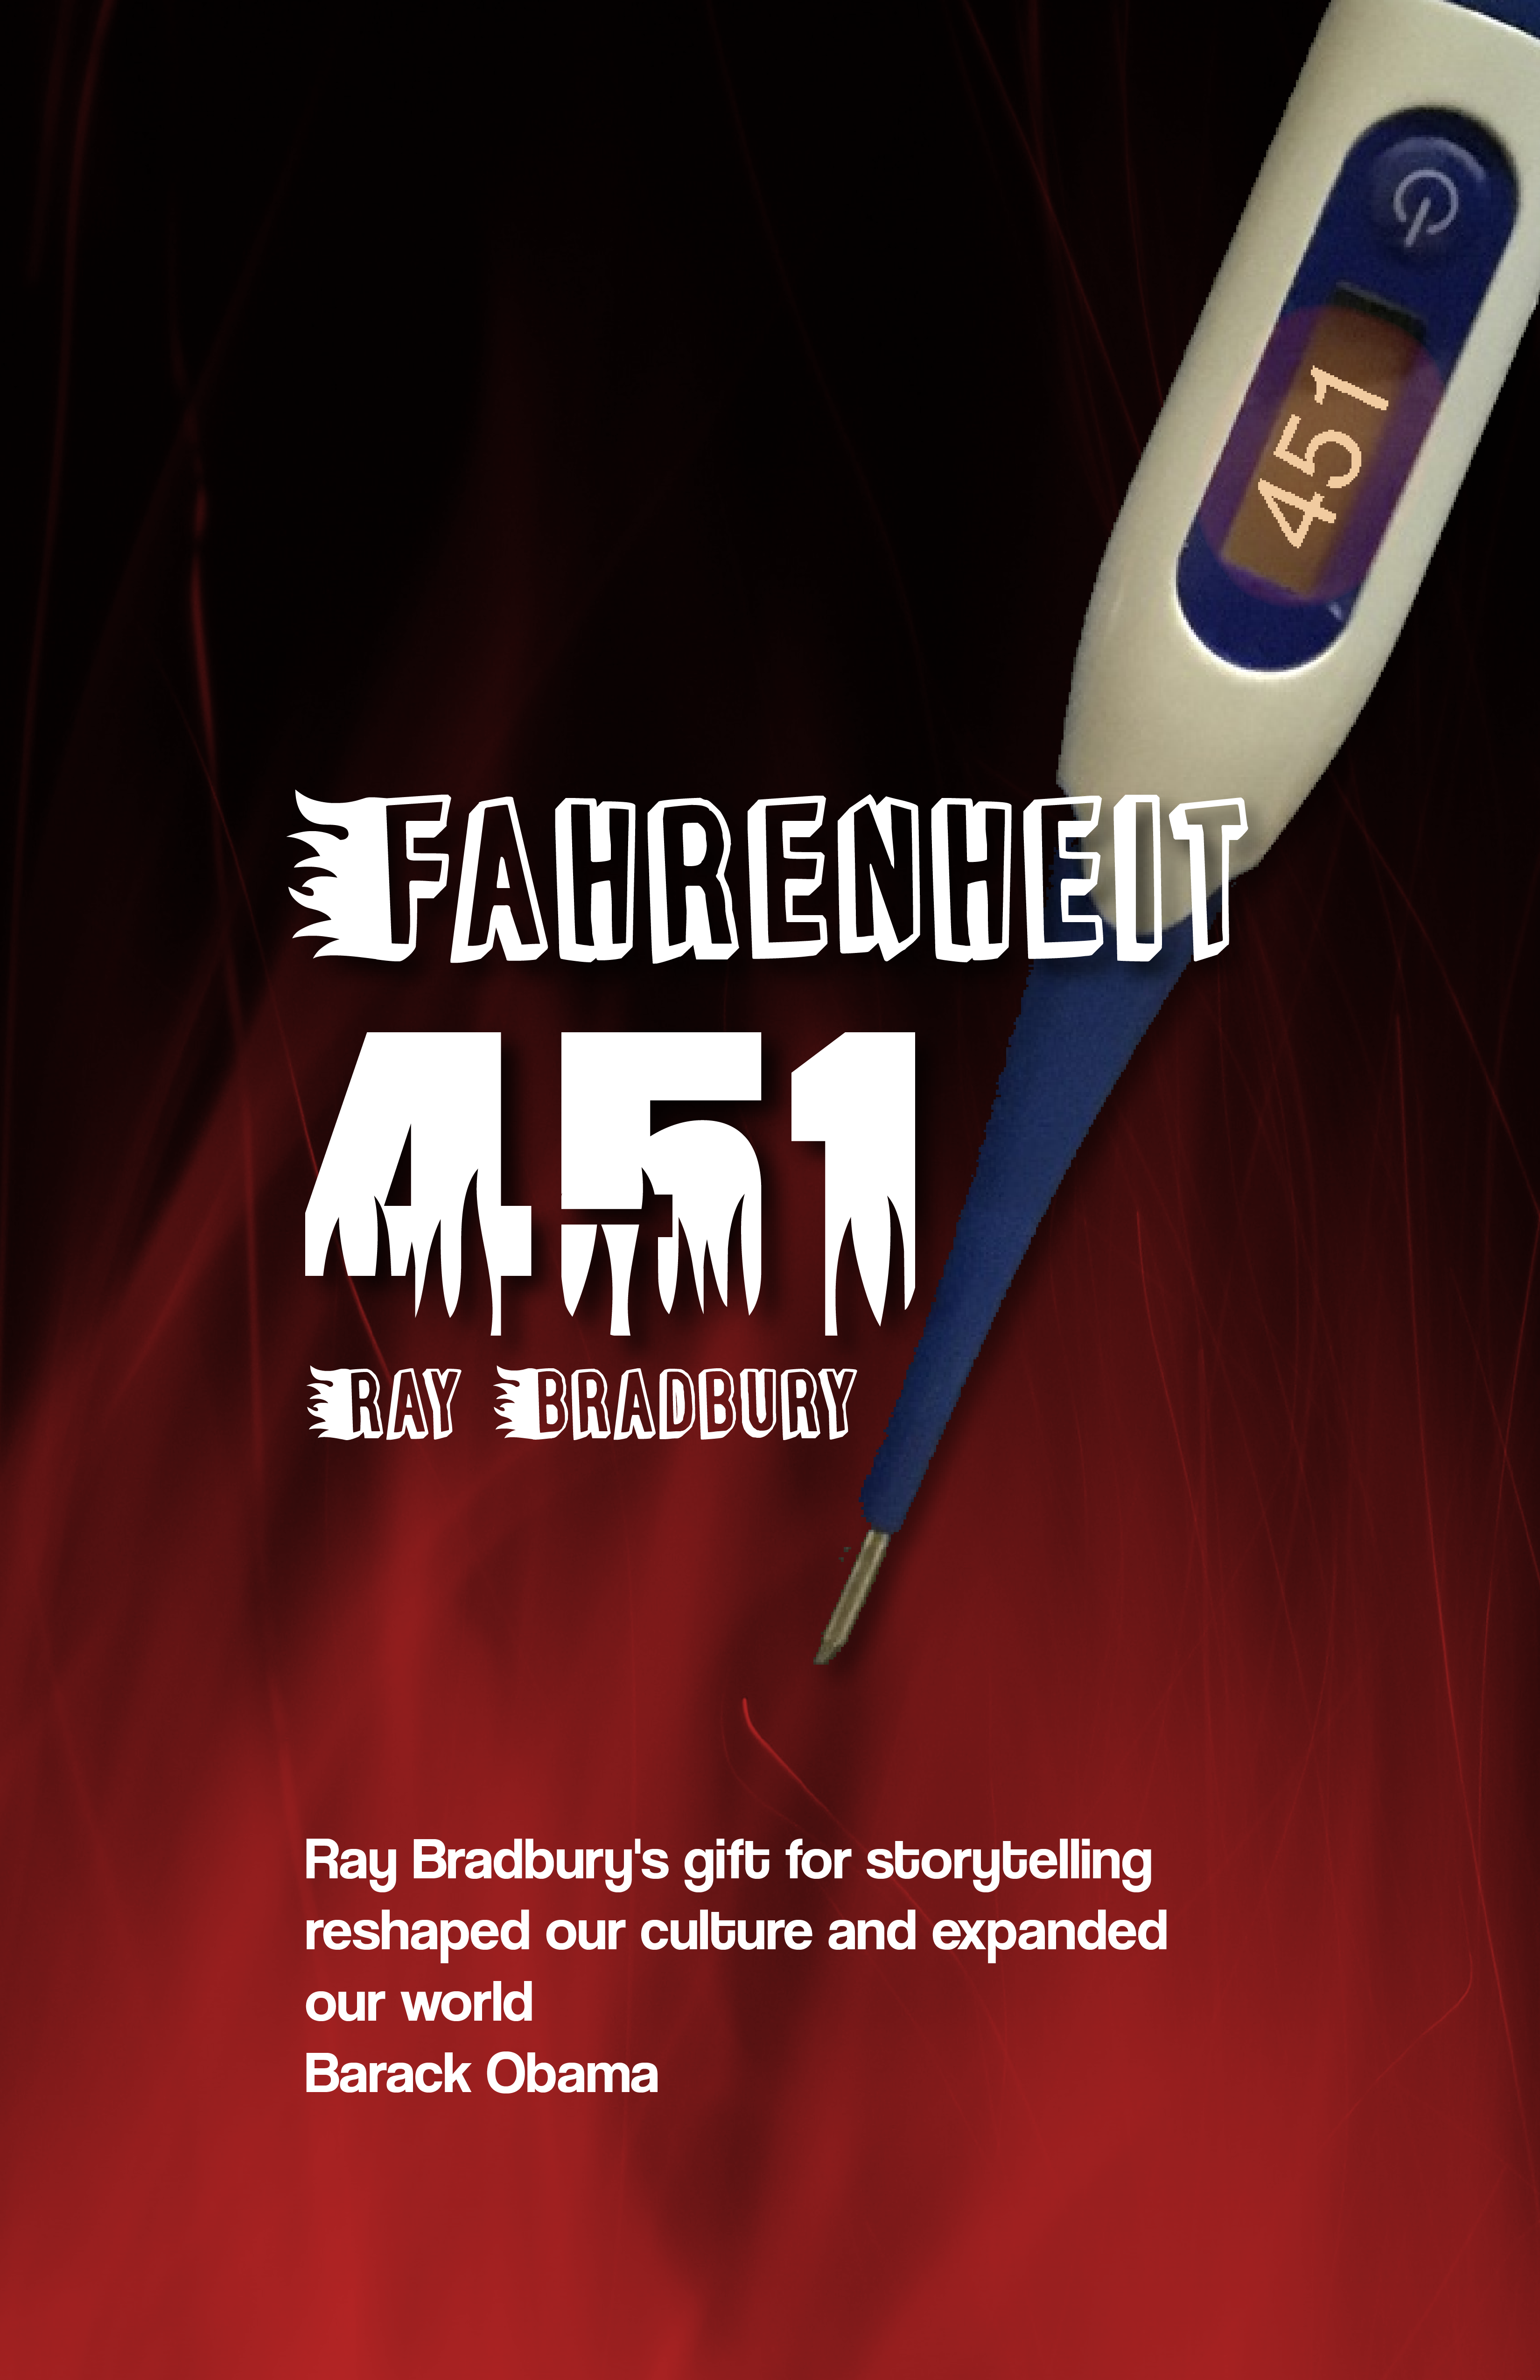 451
FAHRENHEIT
451
RAY BRADBURY
Ray Bradbury's gift for storytelling
reshaped our culture and expanded
our world
Barack Obama